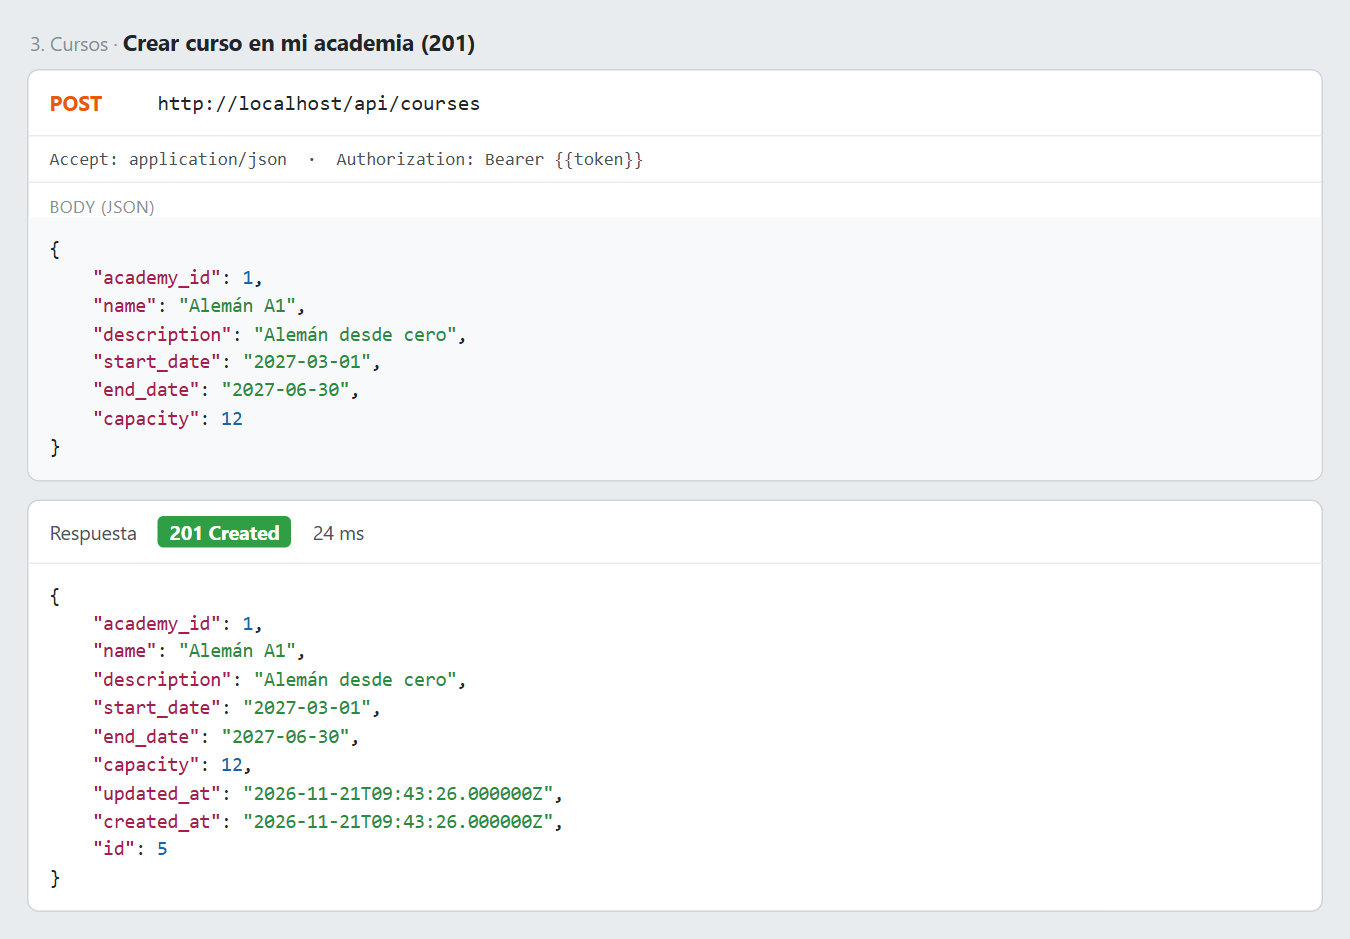 3. Cursos · Crear curso en mi academia (201)
POST http://localhost/api/courses
Accept: application/json · Authorization: Bearer {{token}}
BODY (JSON)
{
    "academy_id": 1,
    "name": "Alemán A1",
    "description": "Alemán desde cero",
    "start_date": "2027-03-01",
    "end_date": "2027-06-30",
    "capacity": 12
}
Respuesta 201 Created 24 ms
{
    "academy_id": 1,
    "name": "Alemán A1",
    "description": "Alemán desde cero",
    "start_date": "2027-03-01",
    "end_date": "2027-06-30",
    "capacity": 12,
    "updated_at": "2026-11-21T09:43:26.000000Z",
    "created_at": "2026-11-21T09:43:26.000000Z",
    "id": 5
}